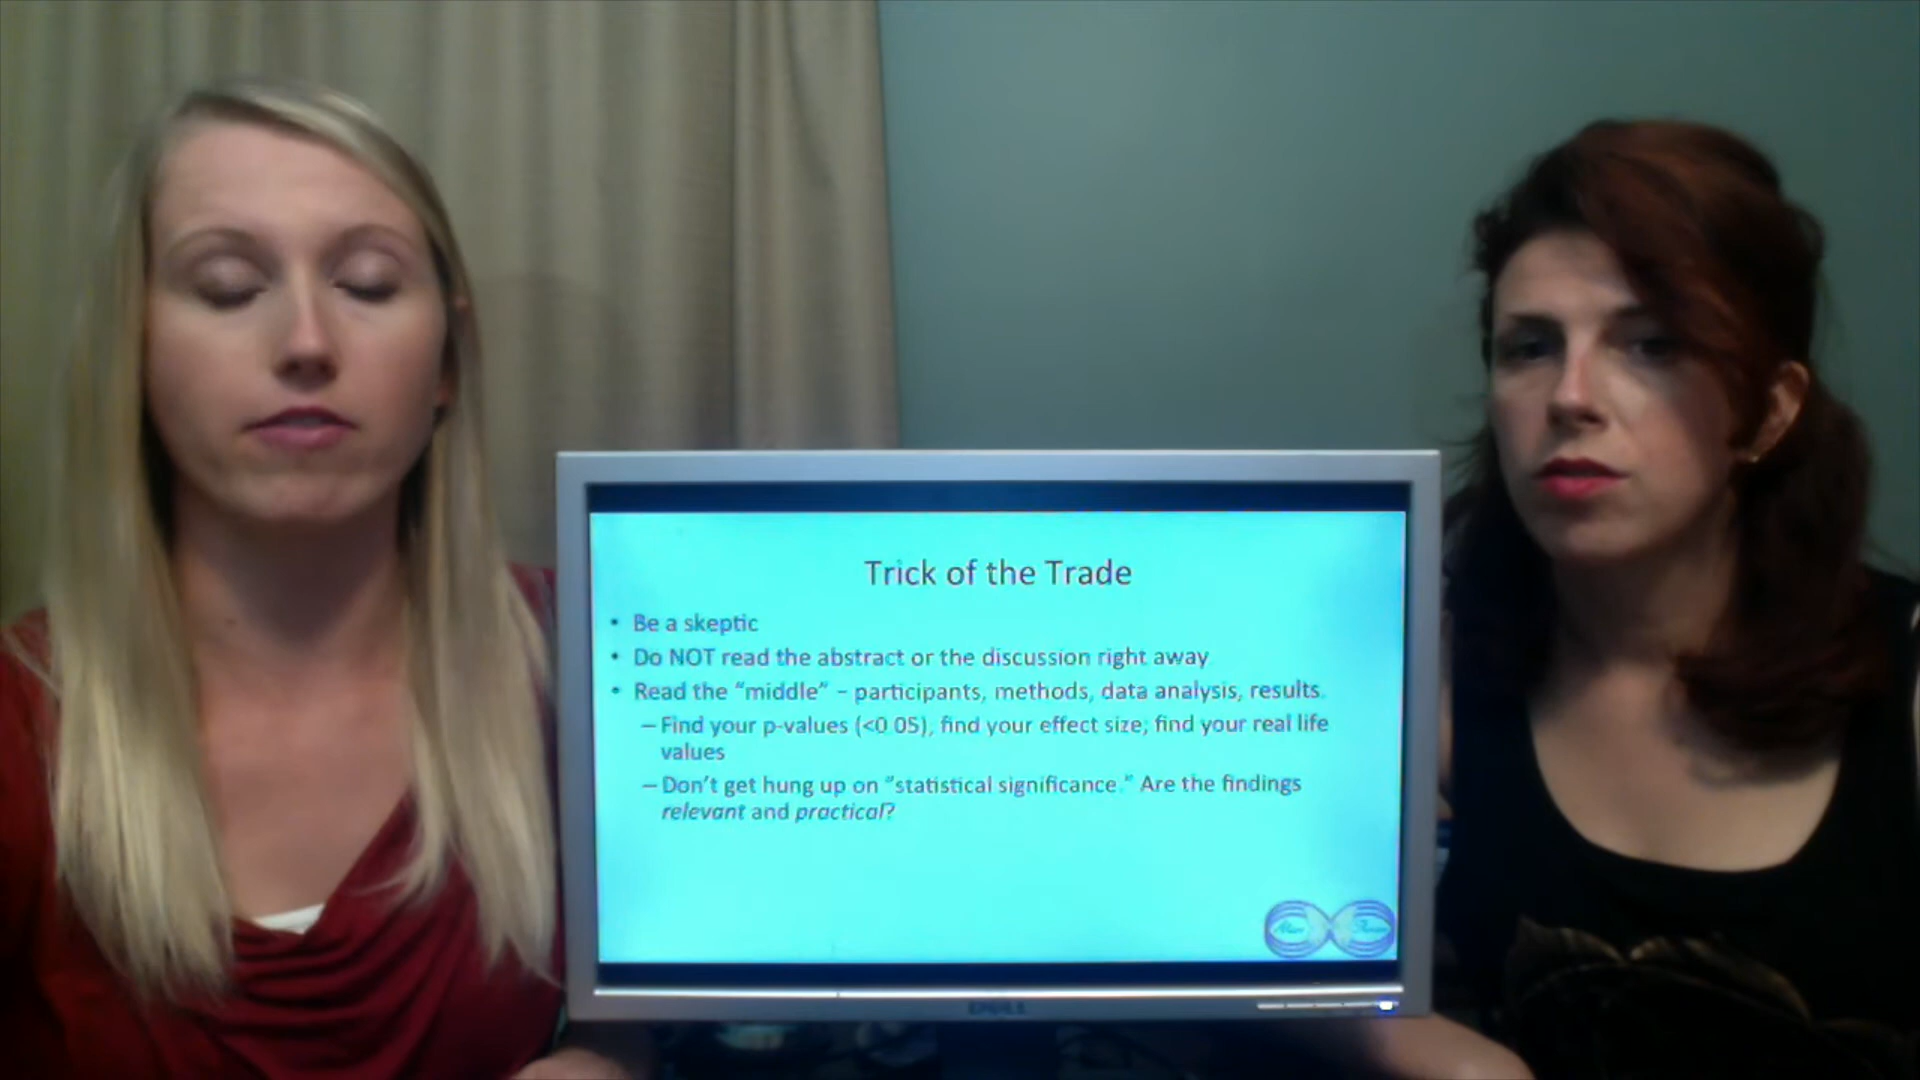 Trick of the Trade
• Be a skeptic
• Do NOT read the abstract or the discussion right away
• Read the “middle” – participants, methods, data analysis, results.
– Find your p-values (<0.05), find your effect size; find your real life
values
– Don’t get hung up on “statistical significance.” Are the findings
relevant and practical?
DELL